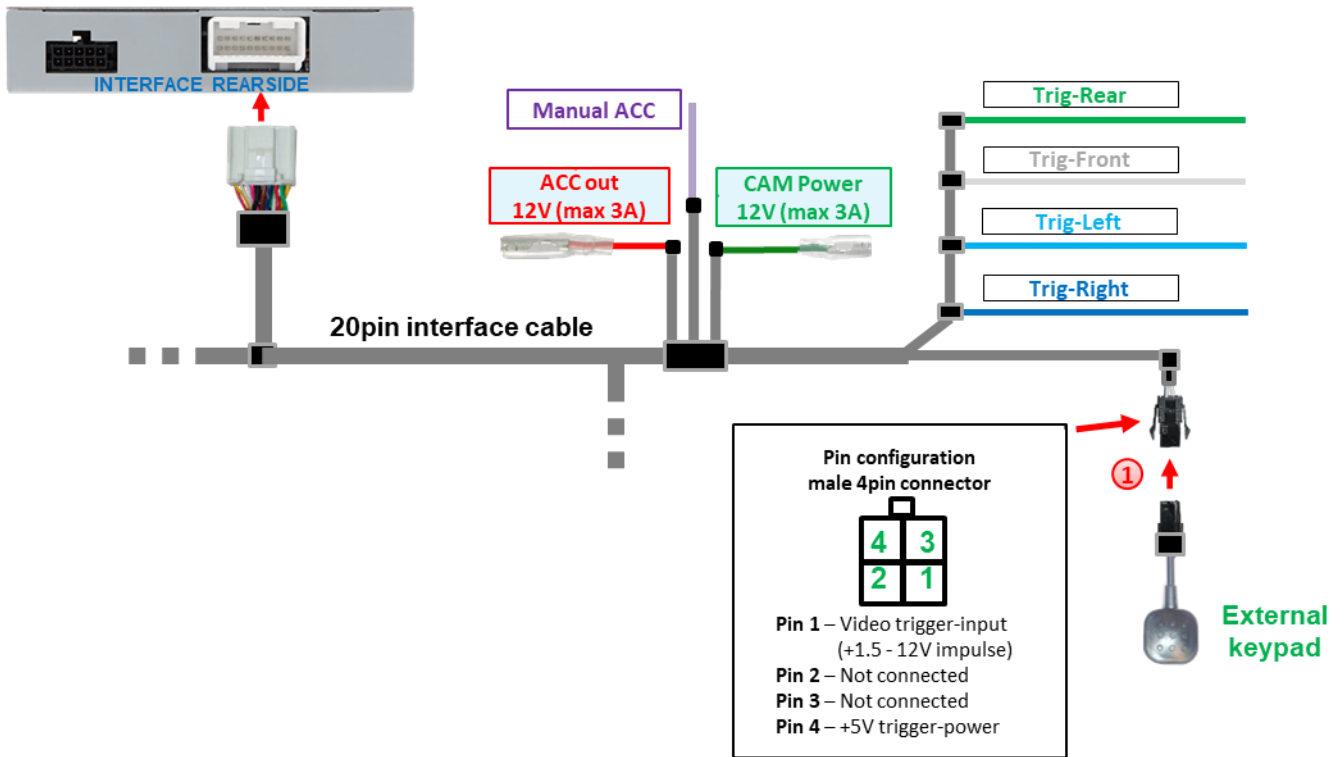 INTERFACE REARSIDE
Manual ACC
ACC out
12V (max 3A)
CAM Power
12V (max 3A)
Trig-Rear
Trig-Front
Trig-Left
Trig-Right
20pin interface cable
Pin configuration
male 4pin connector
4 3
2 1
Pin 1 – Video trigger-input
(+1.5 - 12V impulse)
Pin 2 – Not connected
Pin 3 – Not connected
Pin 4 – +5V trigger-power
1
External
keypad